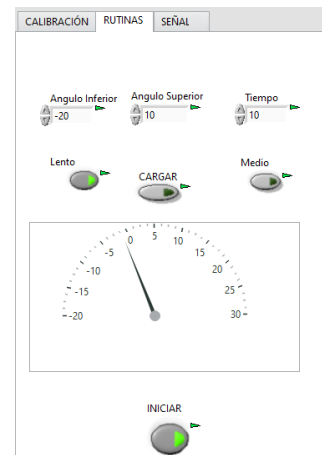 CALIBRACIÓN RUTINAS SEÑAL
Angulo Inferior Angulo Superior Tiempo
-20 10 10
Lento Medio
CARGAR
-20 -15 -10 -5 0 5 10 15 20 25 30
INICIAR